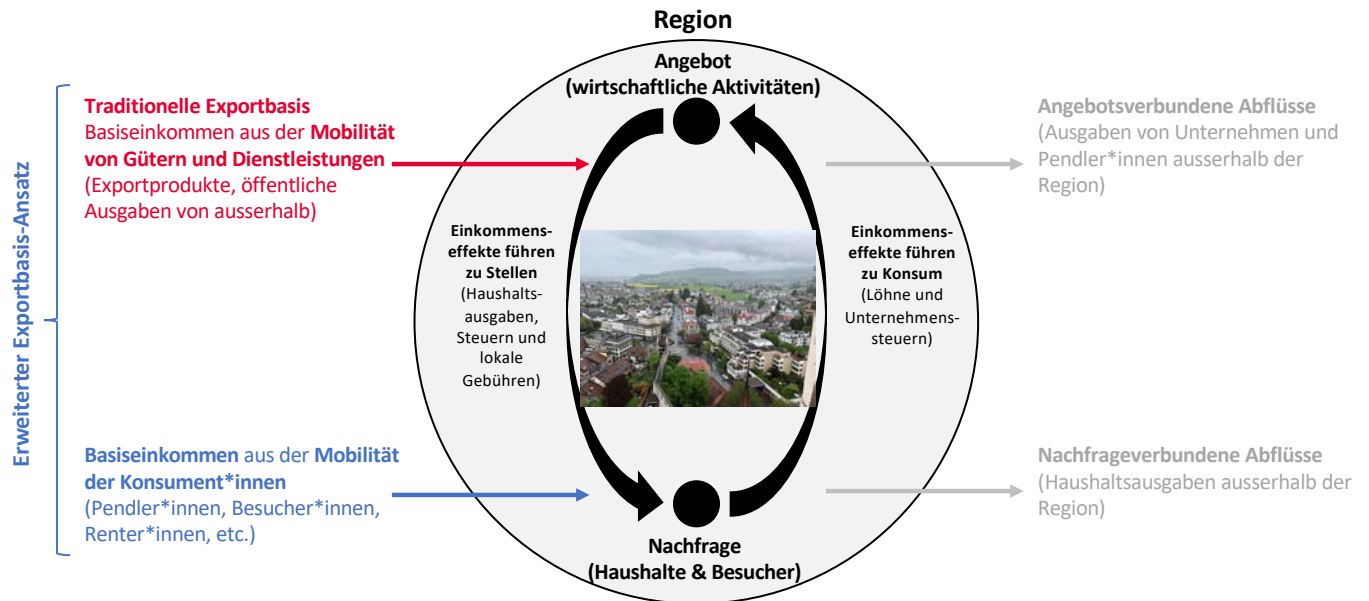 Region
Angebot
(wirtschaftliche Aktivitäten)
Erweiterter Exportbasis-Ansatz
Traditionelle Exportbasis
Basiseinkommen aus der Mobilität
von Gütern und Dienstleistungen
(Exportprodukte, öffentliche
Ausgaben von ausserhalb)
Angebotsverbundene Abflüsse
(Ausgaben von Unternehmen und
Pendler*innen ausserhalb der
Region)
Einkommens-
effekte führen
zu Stellen
(Haushalts-
ausgaben,
Steuern und
lokale
Gebühren)
Einkommens-
effekte führen
zu Konsum
(Löhne und
Unternehmens-
steuern)
Basiseinkommen aus der Mobilität
der Konsument*innen
(Pendler*innen, Besucher*innen,
Renter*innen, etc.)
Nachfrageverbundene Abflüsse
(Haushaltsausgaben ausserhalb der
Region)
Nachfrage
(Haushalte & Besucher)